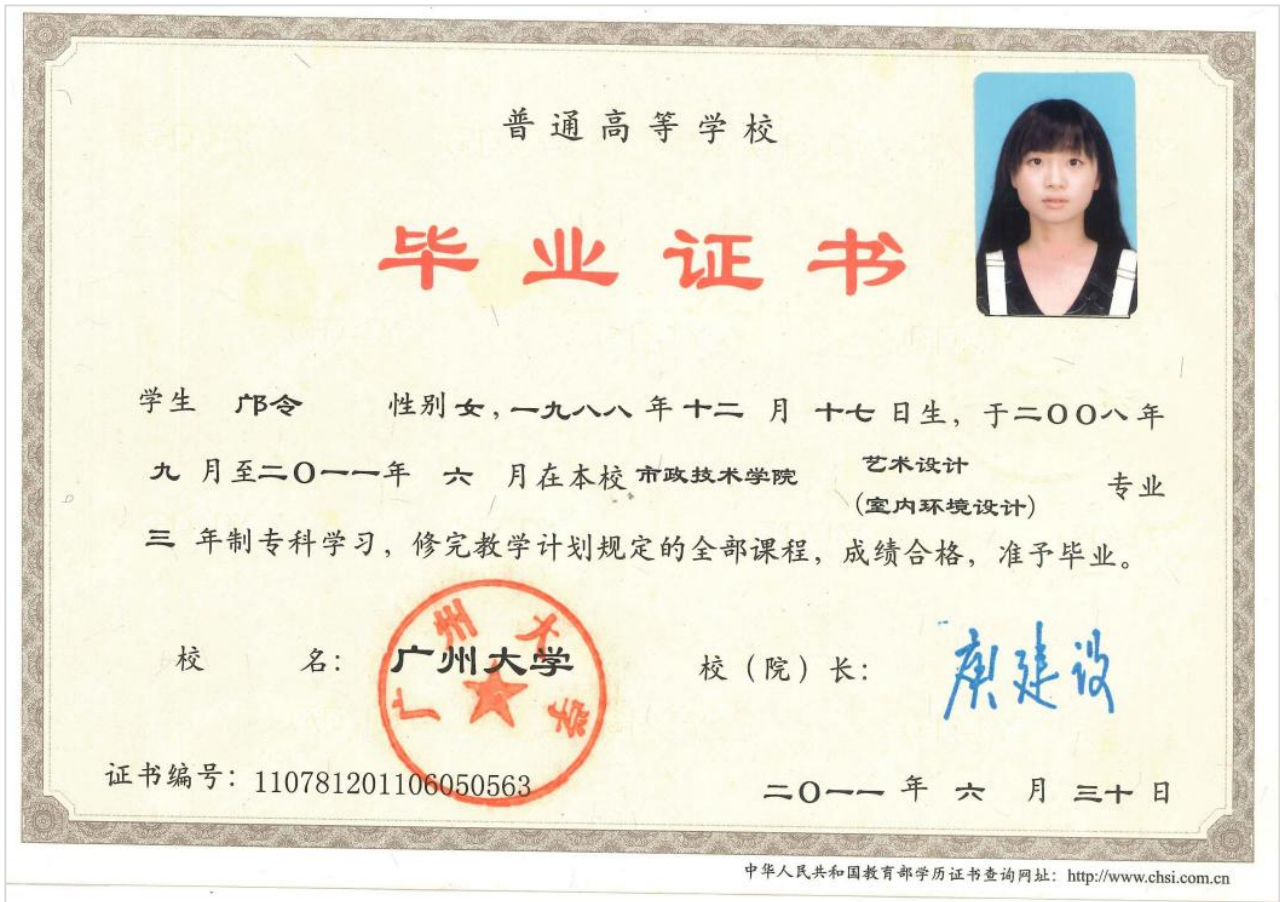 普通高等学校
毕业证书
学生 邝令 性别 女，一九八八 年 十二 月 十七 日生，于二〇〇八年
九 月至二〇一一年 六 月在本校 市政技术学院 艺术设计（室内环境设计） 专业
三 年制专科学习，修完教学计划规定的全部课程，成绩合格，准予毕业。
校 名：广州大学
广州大学
校（院）长：庾建设
证书编号：110781201106050563
二〇一一 年 六 月 三十 日
中华人民共和国教育部学历证书查询网址：http://www.chsi.com.cn